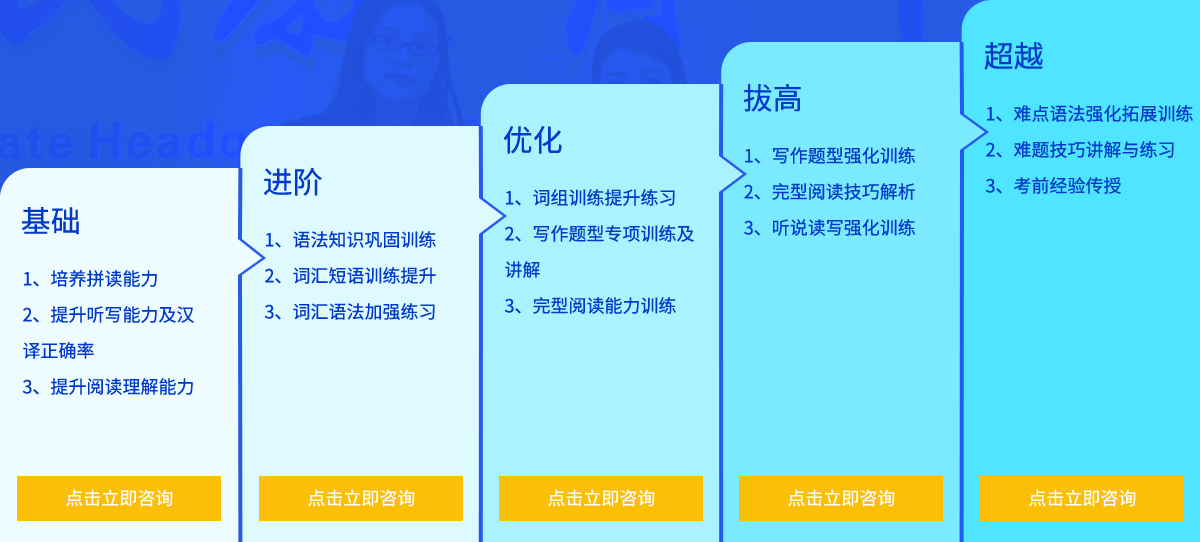 ate Head
基础
1、培养拼读能力
2、提升听写能力及汉
译正确率
3、提升阅读理解能力
点击立即咨询
进阶
1、语法知识巩固训练
2、词汇短语训练提升
3、词汇语法加强练习
点击立即咨询
优化
1、词组训练提升练习
2、写作题型专项训练及
讲解
3、完型阅读能力训练
点击立即咨询
拔高
1、写作题型强化训练
2、完型阅读技巧解析
3、听说读写强化训练
点击立即咨询
超越
1、难点语法强化拓展训练
2、难题技巧讲解与练习
3、考前经验传授
点击立即咨询